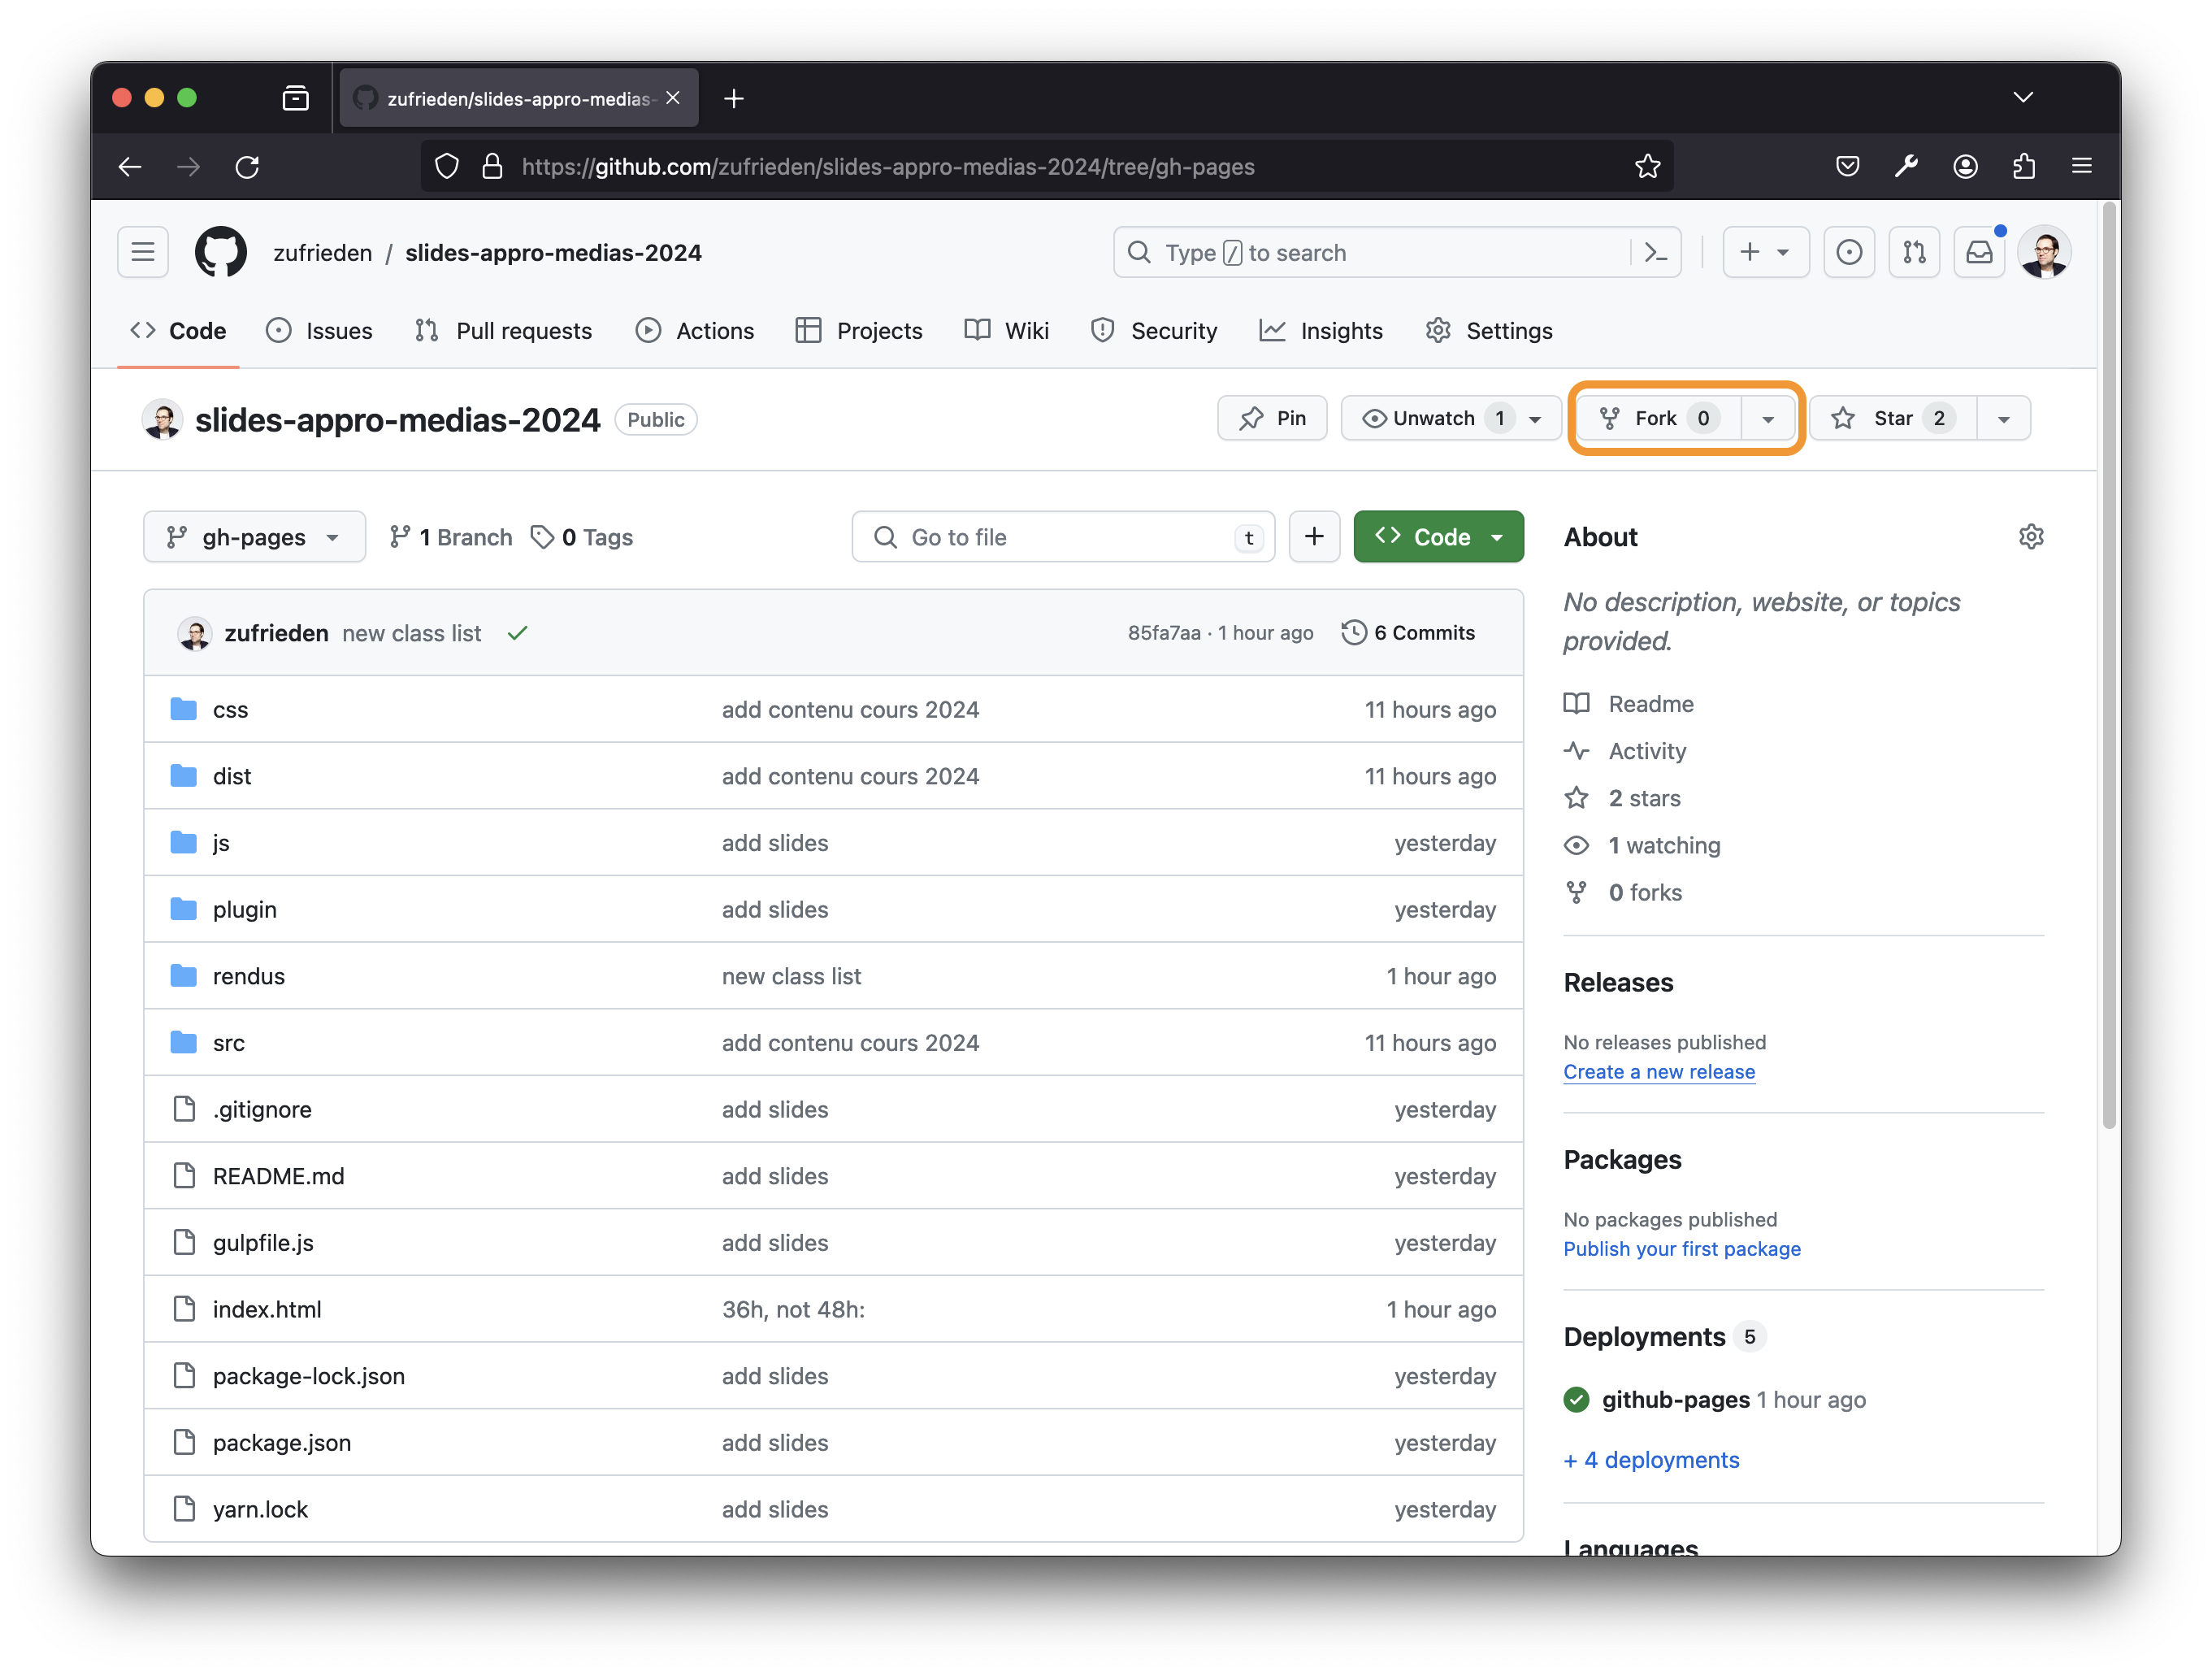 zufrieden/slides-appro-medias-
https://github.com/zufrieden/slides-appro-medias-2024/tree/gh-pages
zufrieden / slides-appro-medias-2024
Type / to search
Code Issues Pull requests Actions Projects Wiki Security Insights Settings
slides-appro-medias-2024 Public
Pin Unwatch 1 Fork 0 Star 2
gh-pages 1 Branch 0 Tags Go to file t Code
zufrieden new class list 85fa7aa · 1 hour ago 6 Commits
css add contenu cours 2024 11 hours ago
dist add contenu cours 2024 11 hours ago
js add slides yesterday
plugin add slides yesterday
rendus new class list 1 hour ago
src add contenu cours 2024 11 hours ago
.gitignore add slides yesterday
README.md add slides yesterday
gulpfile.js add slides yesterday
index.html 36h, not 48h: 1 hour ago
package-lock.json add slides yesterday
package.json add slides yesterday
yarn.lock add slides yesterday
About
No description, website, or topics
provided.
Readme
Activity
2 stars
1 watching
0 forks
Releases
No releases published
Create a new release
Packages
No packages published
Publish your first package
Deployments 5
github-pages 1 hour ago
+ 4 deployments
Languages